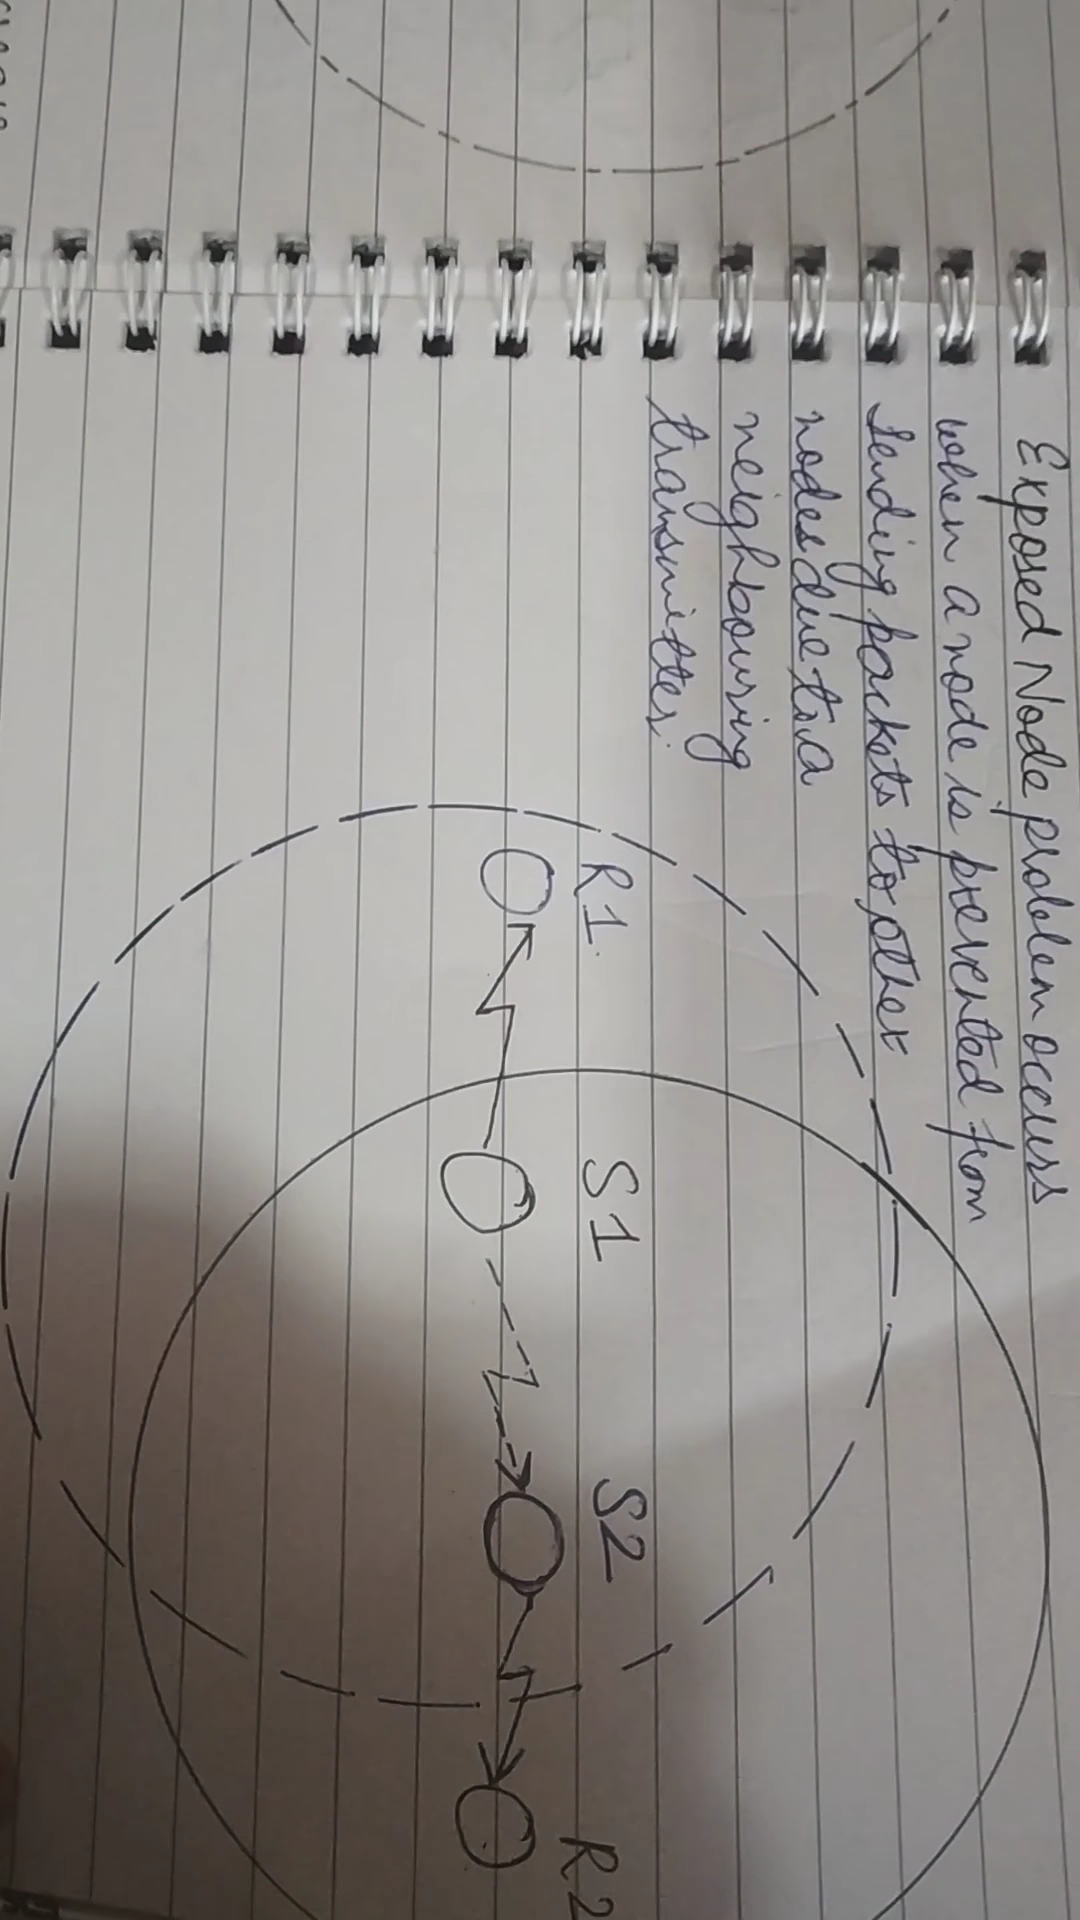 Exposed Node problem occurs
when a node is prevented from
sending packets to other
nodes due to a
neighbouring
transmitter.
R1. S1 S2 R2